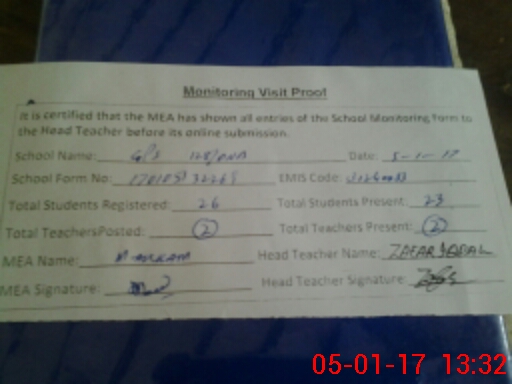 Monitoring Visit Proof
It is certified that the MEA has shown all entries of the School Monitoring Form to
the Head Teacher before its online submission.
School Name: GPS Date: 5-1-17
School Form No: EMIS Code:
Total Students Registered: 26 Total Students Present: 23
Total TeachersPosted: 2 Total Teachers Present: 2
MEA Name: Head Teacher Name: ZAFAR IQBAL
MEA Signature: Head Teacher Signature:
05-01-17 13:32